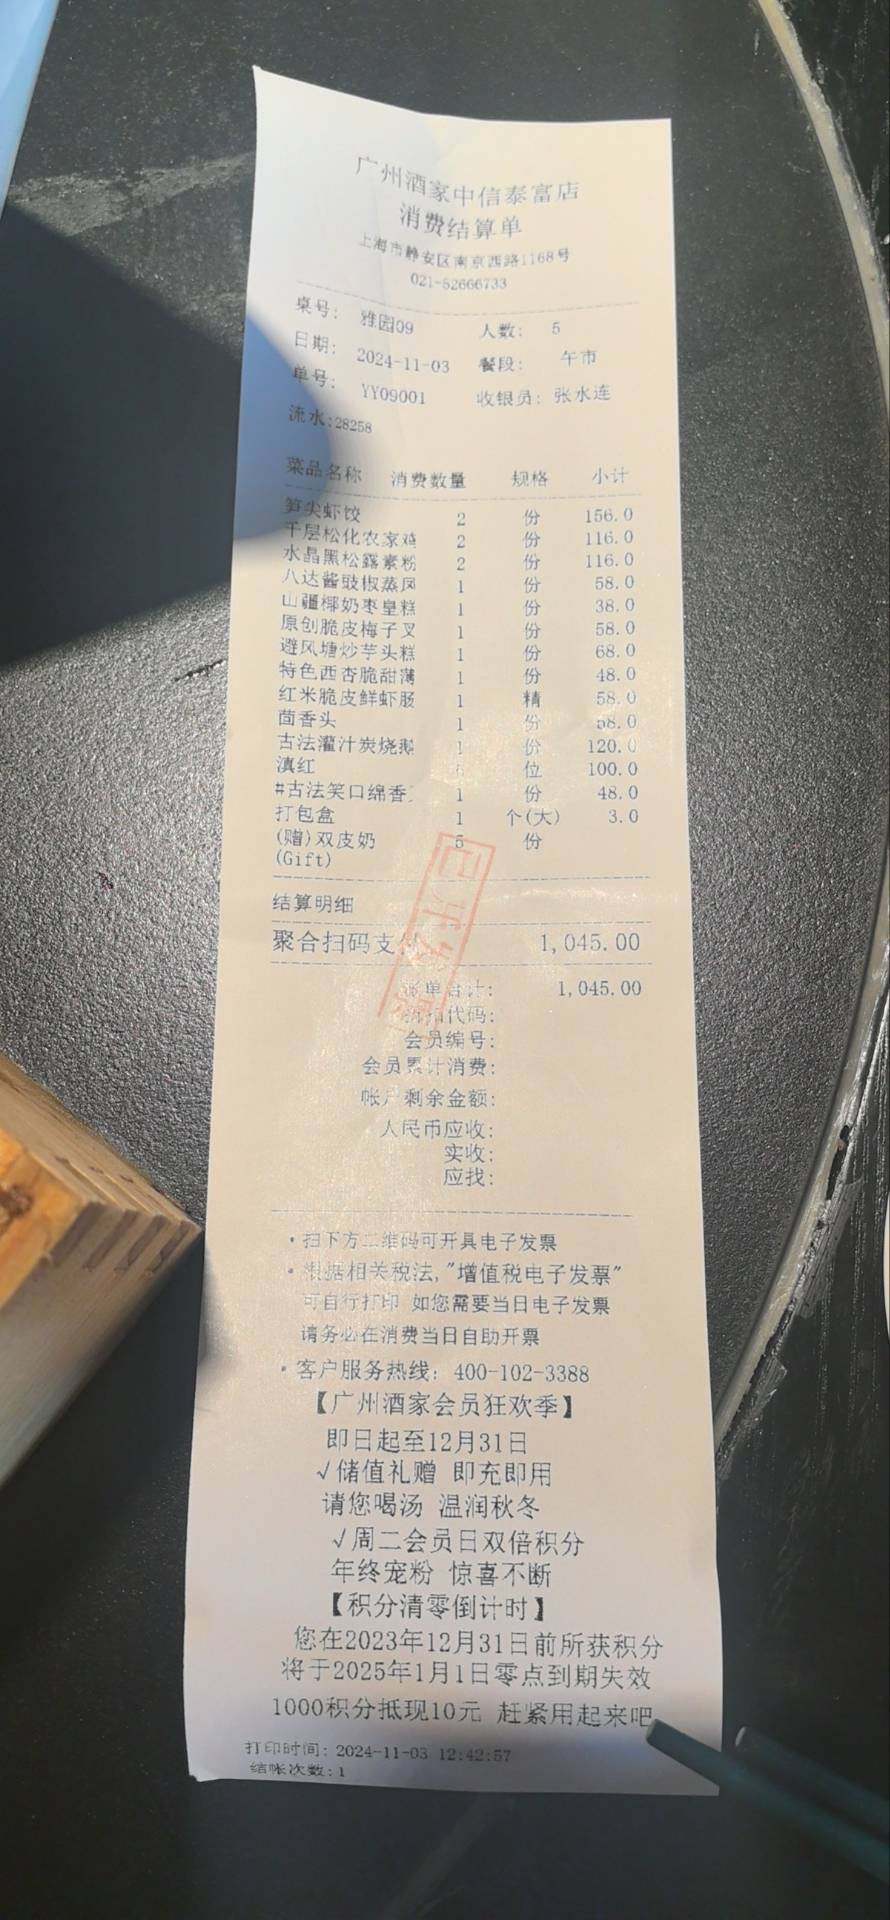 广州酒家中信泰富店
消费结算单
上海市静安区南京西路1168号
021-52666733
桌号: 雅园09 人数: 5
日期: 2024-11-03 餐段: 午市
单号: YY09001 收银员: 张水连
流水:28258
菜品名称 消费数量 规格 小计
笋尖虾饺 2 份 156.0
千层松化农家鸡 2 份 116.0
水晶黑松露素粉 2 份 116.0
八达酱豉椒蒸凤 1 份 58.0
山疆椰奶枣皇糕 1 份 38.0
原创脆皮梅子叉 1 份 58.0
避风塘炒芋头糕 1 份 68.0
特色西杏脆甜薄 1 份 48.0
红米脆皮鲜虾肠 1 精 58.0
茴香头 1 份 58.0
古法灌汁炭烧鹅 1 份 120.0
滇红 位 100.0
#古法笑口绵香 1 份 48.0
打包盒 1 个(大) 3.0
(赠)双皮奶 5 份
(Gift)
已开发票
结算明细
聚合扫码支付 1,045.00
账单合计: 1,045.00
折扣代码:
会员编号:
会员累计消费:
帐户剩余金额:
人民币应收:
实收:
应找:
·扫下方二维码可开具电子发票
·根据相关税法,"增值税电子发票"
可自行打印 如您需要当日电子发票
请务必在消费当日自助开票
·客户服务热线: 400-102-3388
【广州酒家会员狂欢季】
即日起至12月31日
√储值礼赠 即充即用
请您喝汤 温润秋冬
√周二会员日双倍积分
年终宠粉 惊喜不断
【积分清零倒计时】
您在2023年12月31日前所获积分
将于2025年1月1日零点到期失效
1000积分抵现10元 赶紧用起来吧
打印时间: 2024-11-03 12:42:57
结帐次数:1